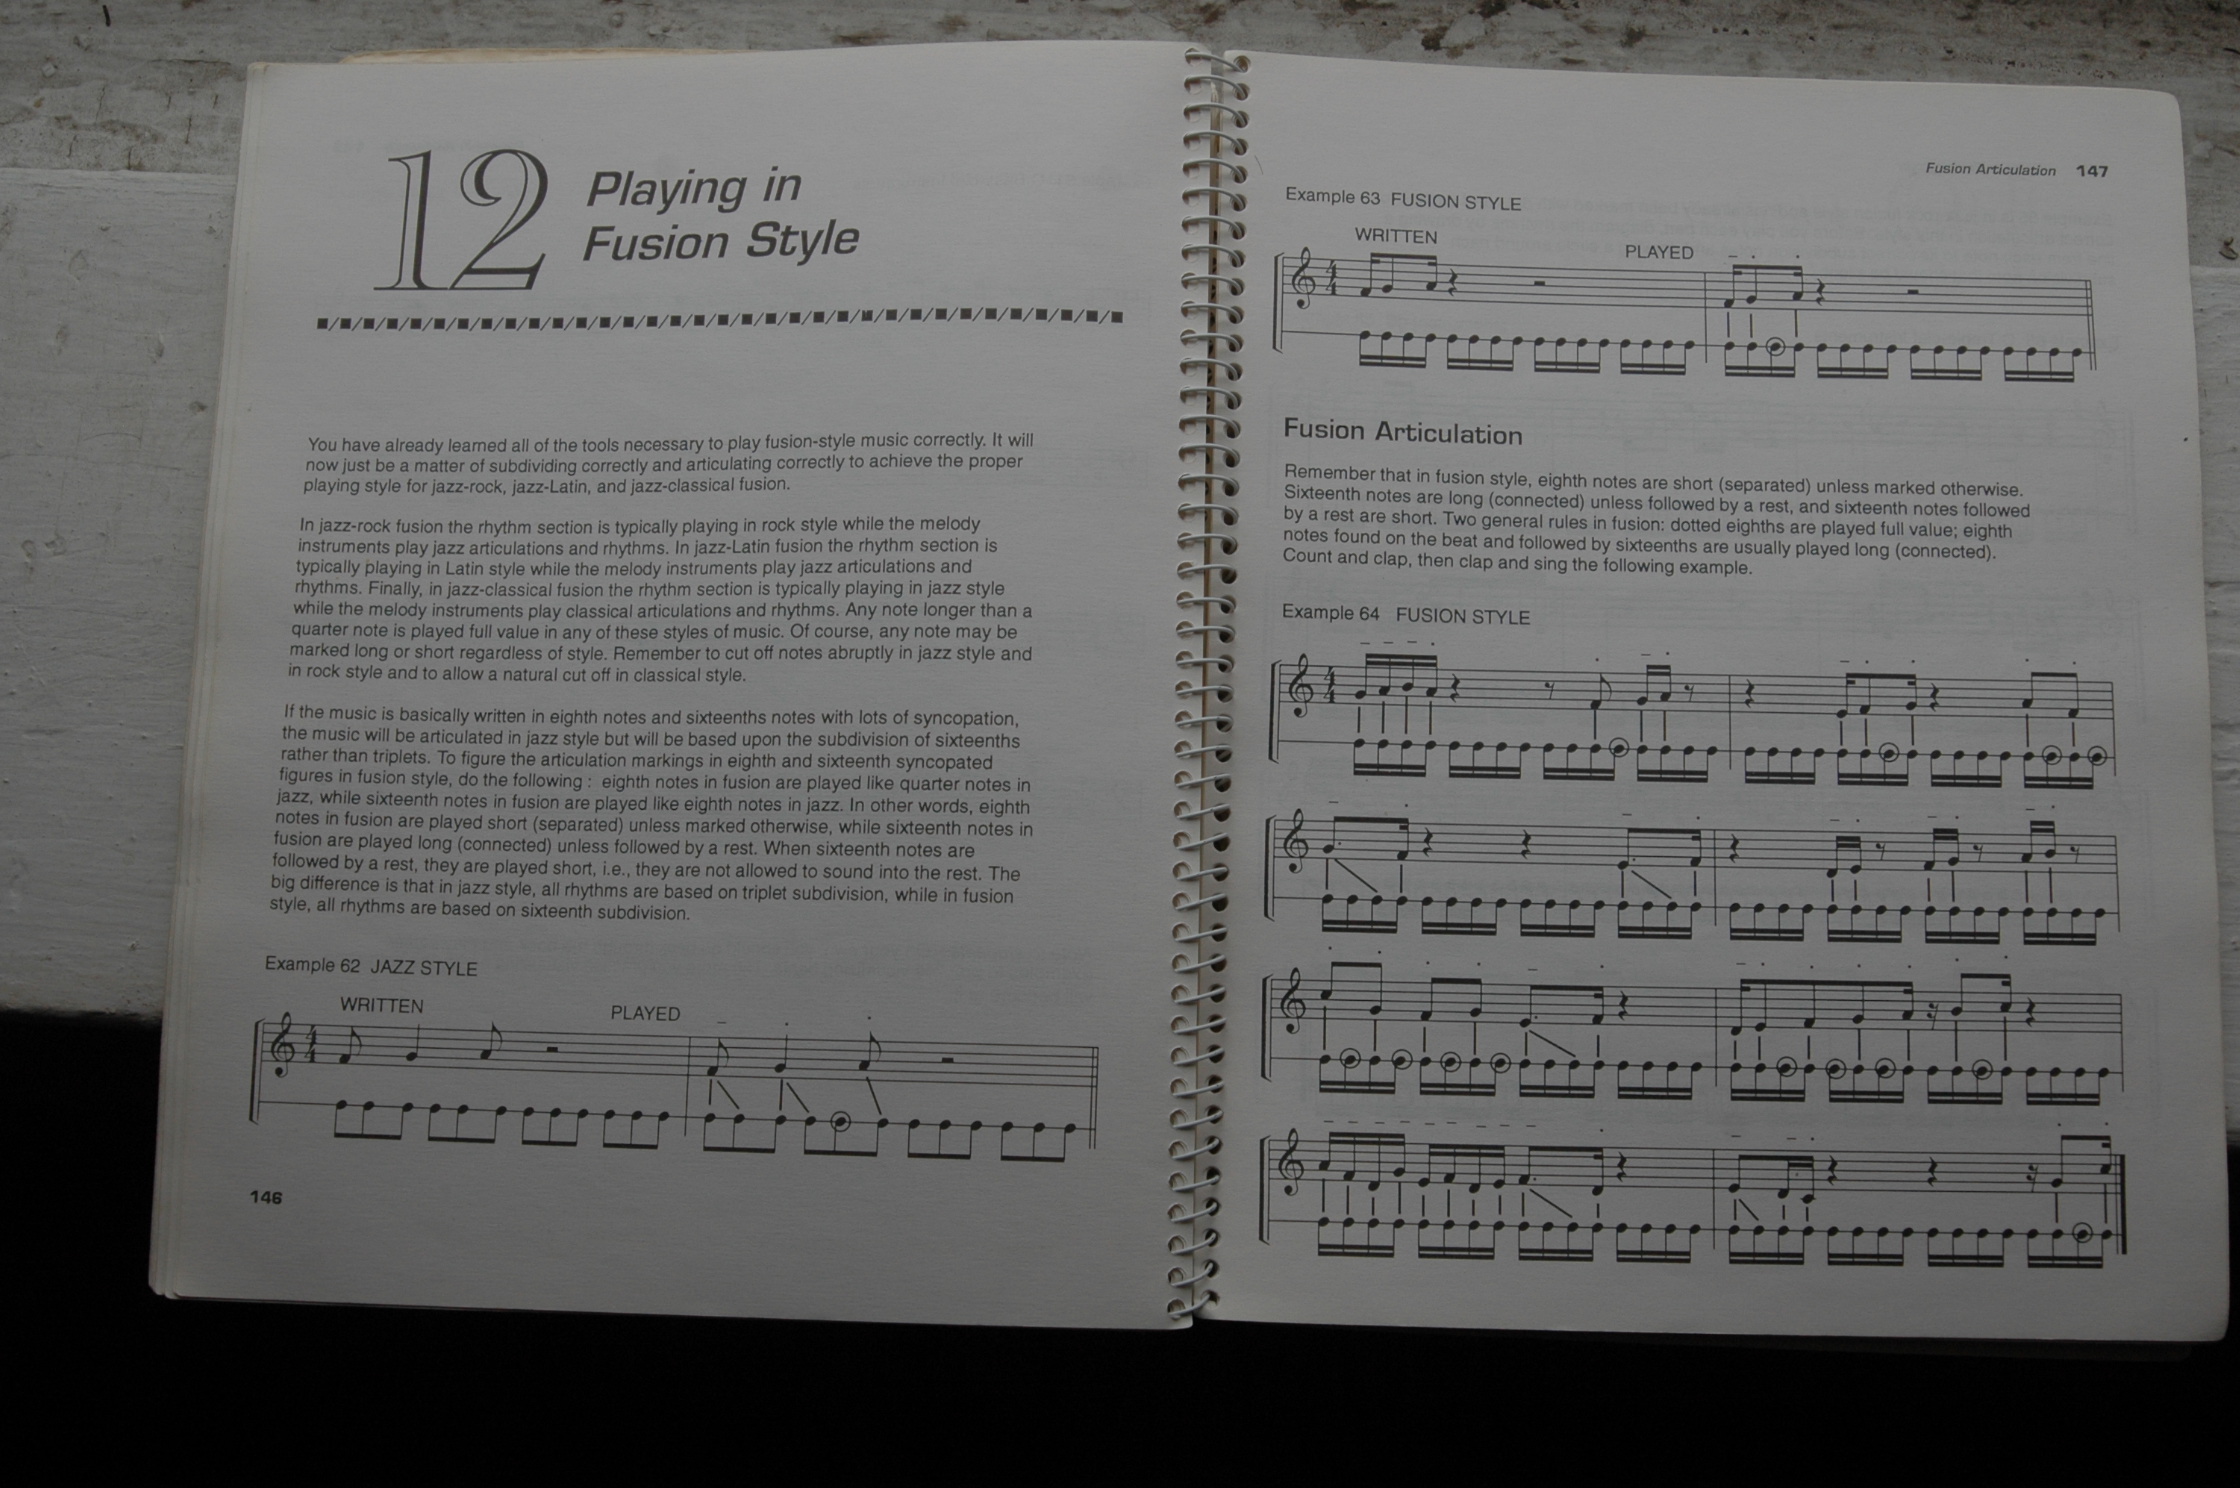 12
Playing in
Fusion Style
You have already learned all of the tools necessary to play fusion-style music correctly. It will
now just be a matter of subdividing correctly and articulating correctly to achieve the proper
playing style for jazz-rock, jazz-Latin, and jazz-classical fusion.
In jazz-rock fusion the rhythm section is typically playing in rock style while the melody
instruments play jazz articulations and rhythms. In jazz-Latin fusion the rhythm section is
typically playing in Latin style while the melody instruments play jazz articulations and
rhythms. Finally, in jazz-classical fusion the rhythm section is typically playing in jazz style
while the melody instruments play classical articulations and rhythms. Any note longer than a
quarter note is played full value in any of these styles of music. Of course, any note may be
marked long or short regardless of style. Remember to cut off notes abruptly in jazz style and
in rock style and to allow a natural cut off in classical style.
If the music is basically written in eighth notes and sixteenths notes with lots of syncopation,
the music will be articulated in jazz style but will be based upon the subdivision of sixteenths
rather than triplets. To figure the articulation markings in eighth and sixteenth syncopated
figures in fusion style, do the following : eighth notes in fusion are played like quarter notes in
jazz, while sixteenth notes in fusion are played like eighth notes in jazz. In other words, eighth
notes in fusion are played short (separated) unless marked otherwise, while sixteenth notes in
fusion are played long (connected) unless followed by a rest. When sixteenth notes are
followed by a rest, they are played short, i.e., they are not allowed to sound into the rest. The
big difference is that in jazz style, all rhythms are based on triplet subdivision, while in fusion
style, all rhythms are based on sixteenth subdivision.
Example 62 JAZZ STYLE
WRITTEN PLAYED
4
4
146
Fusion Articulation 147
Example 63 FUSION STYLE
WRITTEN PLAYED
4
4
Fusion Articulation
Remember that in fusion style, eighth notes are short (separated) unless marked otherwise.
Sixteenth notes are long (connected) unless followed by a rest, and sixteenth notes followed
by a rest are short. Two general rules in fusion: dotted eighths are played full value; eighth
notes found on the beat and followed by sixteenths are usually played long (connected).
Count and clap, then clap and sing the following example.
Example 64 FUSION STYLE
4
4